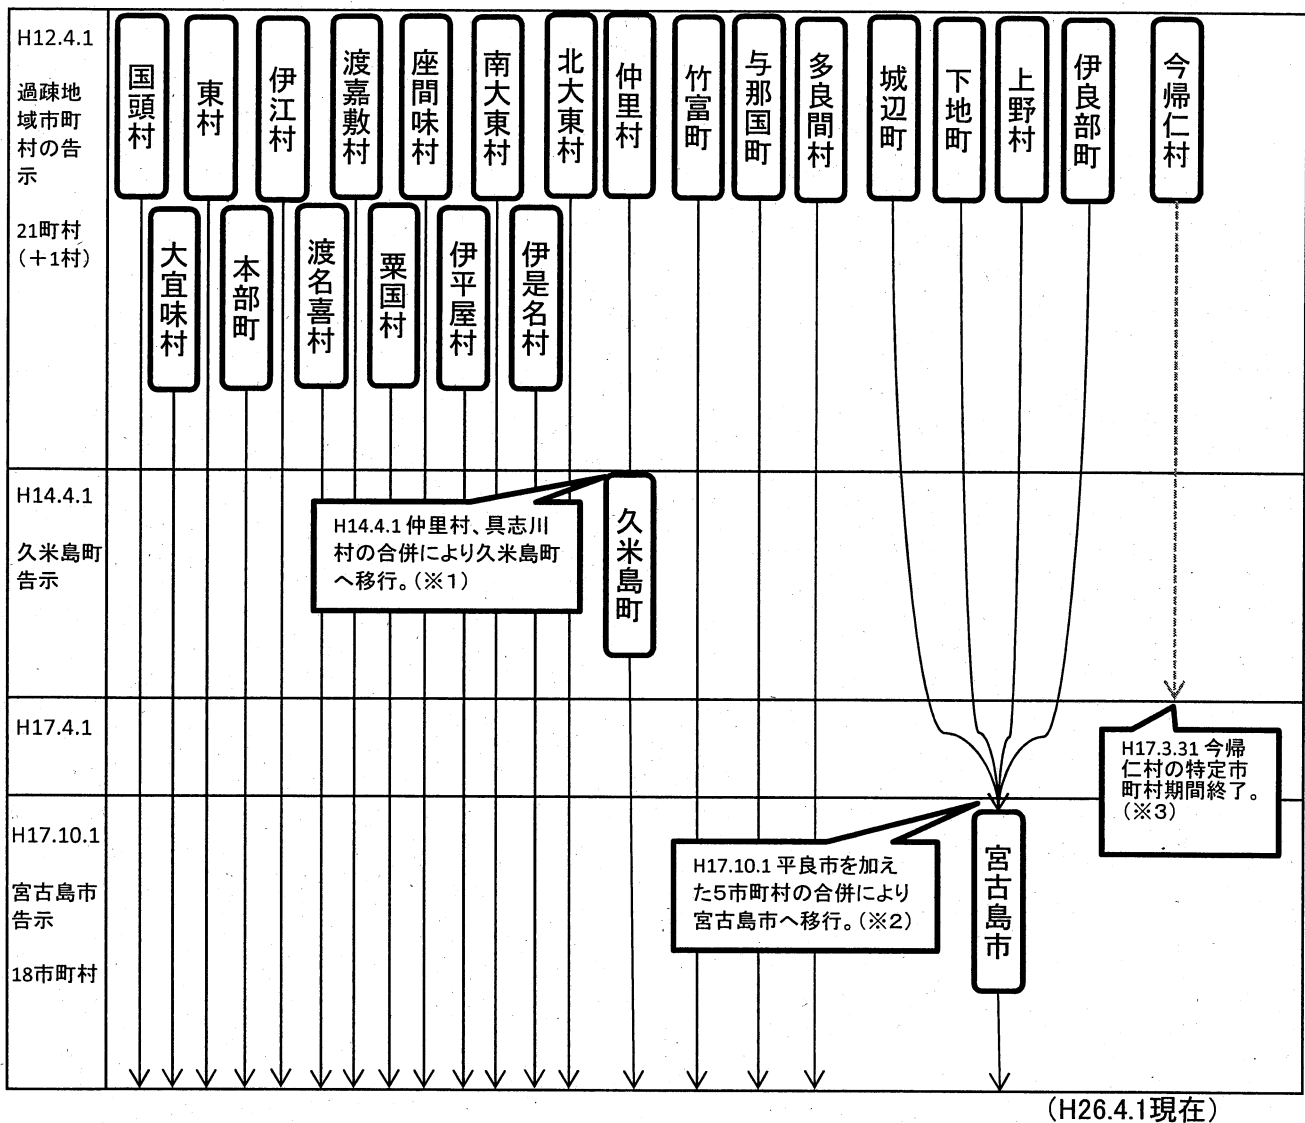 H12.4.1
過疎地
域市町
村の告
示
21町村
（＋1村）
国頭村
東村
伊江村
渡嘉敷村
座間味村
南大東村
北大東村
仲里村
竹富町
与那国町
多良間村
城辺町
下地町
上野村
伊良部町
今帰仁村
大宜味村
本部町
渡名喜村
粟国村
伊平屋村
伊是名村
H14.4.1
久米島町
告示
H14.4.1 仲里村、具志川
村の合併により久米島町
へ移行。（※1）
久米島町
H17.4.1
H17.3.31 今帰
仁村の特定市
町村期間終了。
（※3）
H17.10.1
宮古島市
告示
18市町村
H17.10.1 平良市を加え
た5市町村の合併により
宮古島市へ移行。（※2）
宮古島市
（H26.4.1現在）